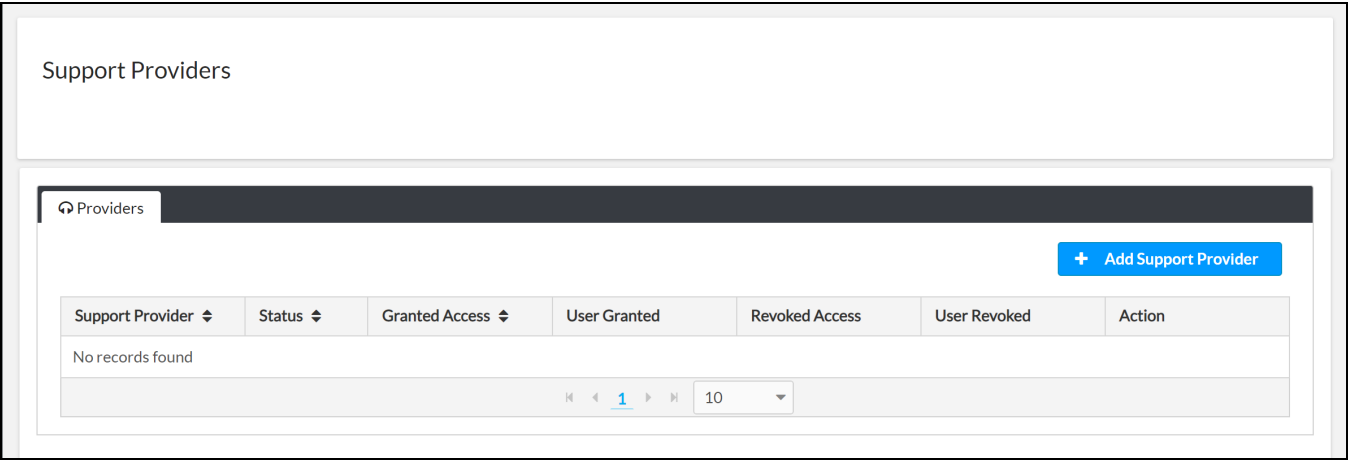 Support Providers
Providers
Add Support Provider
Support Provider Status Granted Access User Granted Revoked Access User Revoked Action
No records found
1 10